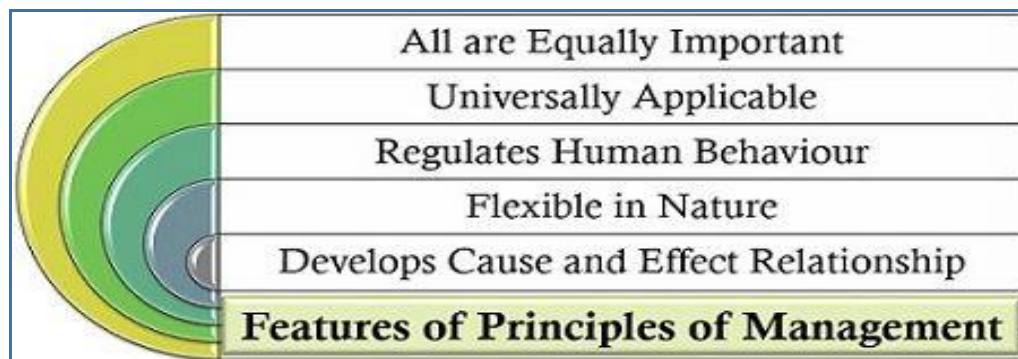 All are Equally Important
Universally Applicable
Regulates Human Behaviour
Flexible in Nature
Develops Cause and Effect Relationship
Features of Principles of Management